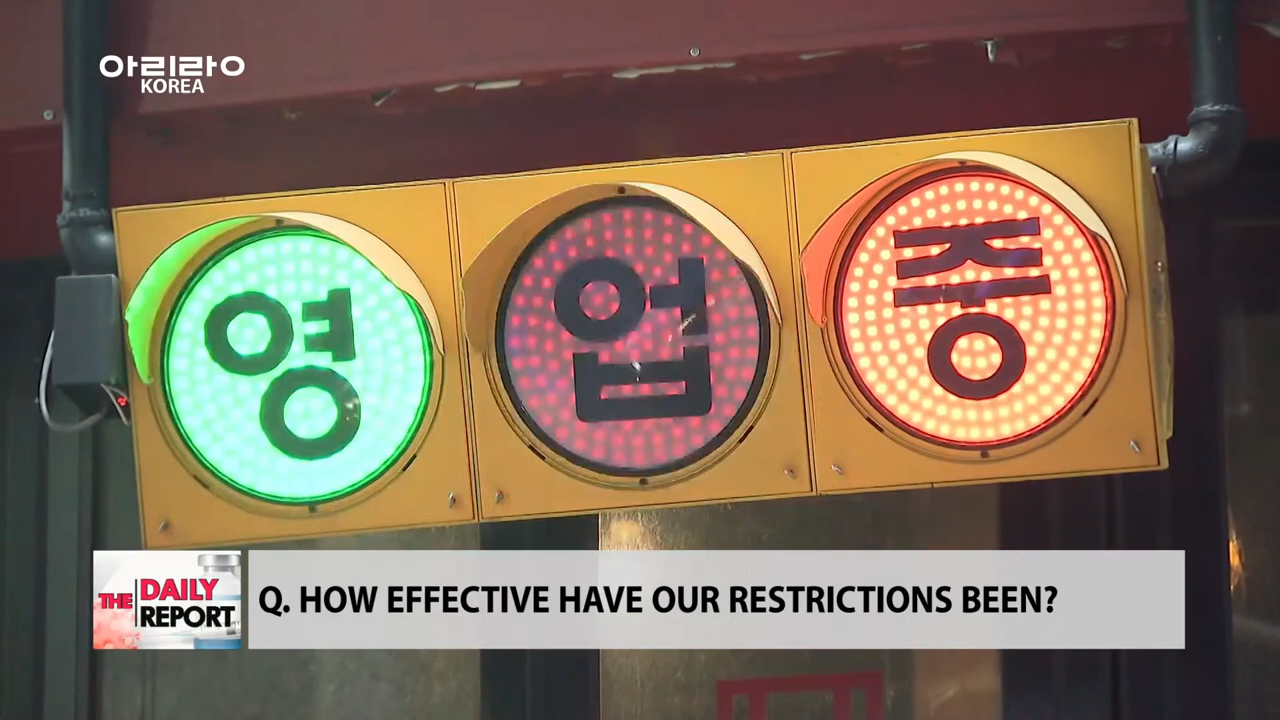 아리랑
KOREA
영 업 중
THE DAILY REPORT
Q. HOW EFFECTIVE HAVE OUR RESTRICTIONS BEEN?